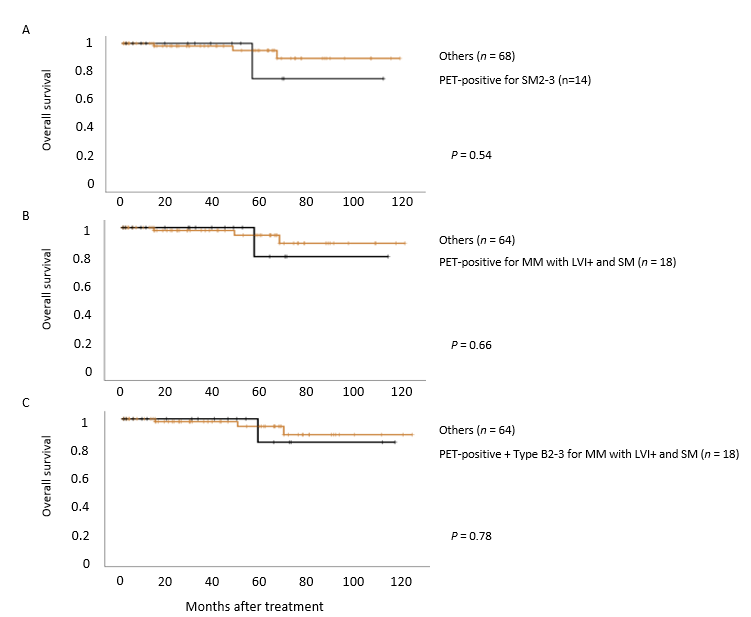 A
1
0.8
0.6
0.4
0.2
0
Overall survival
0 20 40 60 80 100 120
Others (n = 68)
PET-positive for SM2-3 (n=14)
P = 0.54
B
1
0.8
0.6
0.4
0.2
0
Overall survival
0 20 40 60 80 100 120
Others (n = 64)
PET-positive for MM with LVI+ and SM (n = 18)
P = 0.66
C
1
0.8
0.6
0.4
0.2
0
Overall survival
0 20 40 60 80 100 120
Others (n = 64)
PET-positive + Type B2-3 for MM with LVI+ and SM (n = 18)
P = 0.78
Months after treatment